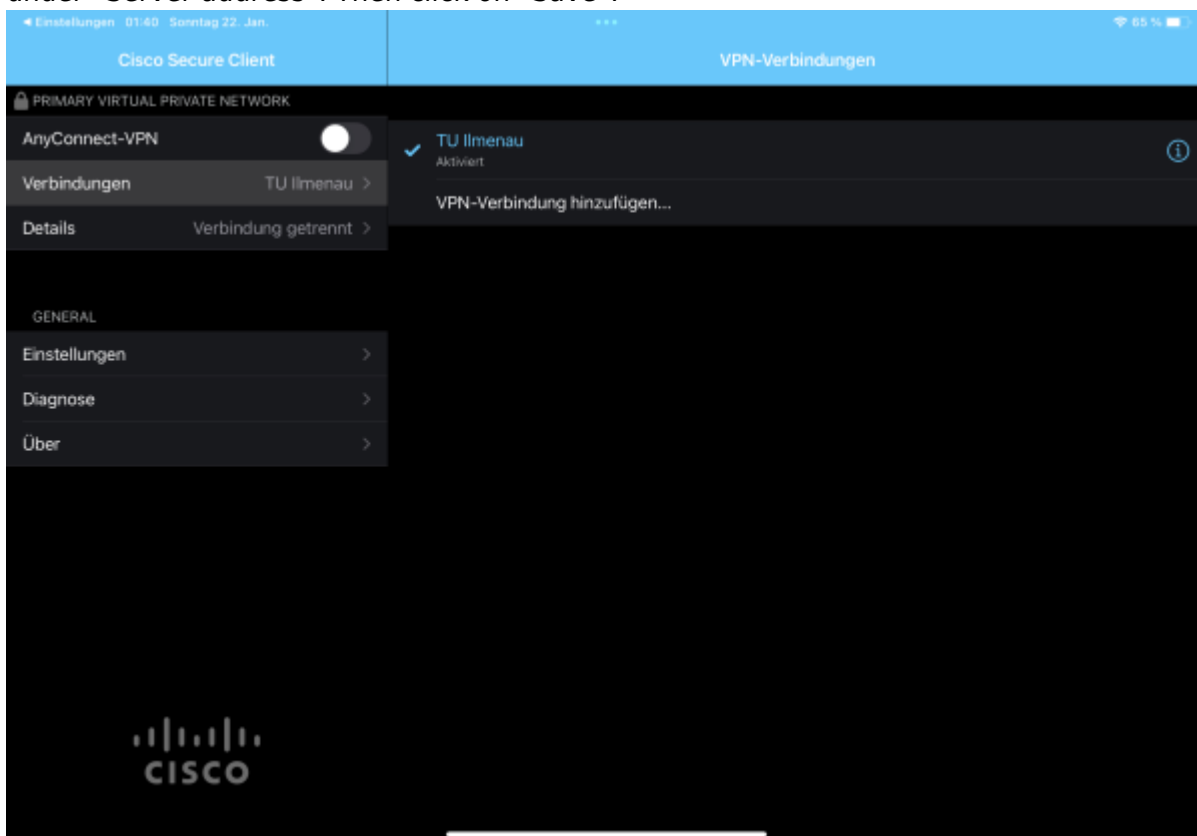 under "Server address". Then click on "Save".
Einstellungen 01:40 Sonntag 22. Jan.
65 %
Cisco Secure Client
VPN-Verbindungen
PRIMARY VIRTUAL PRIVATE NETWORK
AnyConnect-VPN
TU Ilmenau
Aktiviert
Verbindungen TU Ilmenau
VPN-Verbindung hinzufügen...
Details Verbindung getrennt
GENERAL
Einstellungen
Diagnose
Über
CISCO